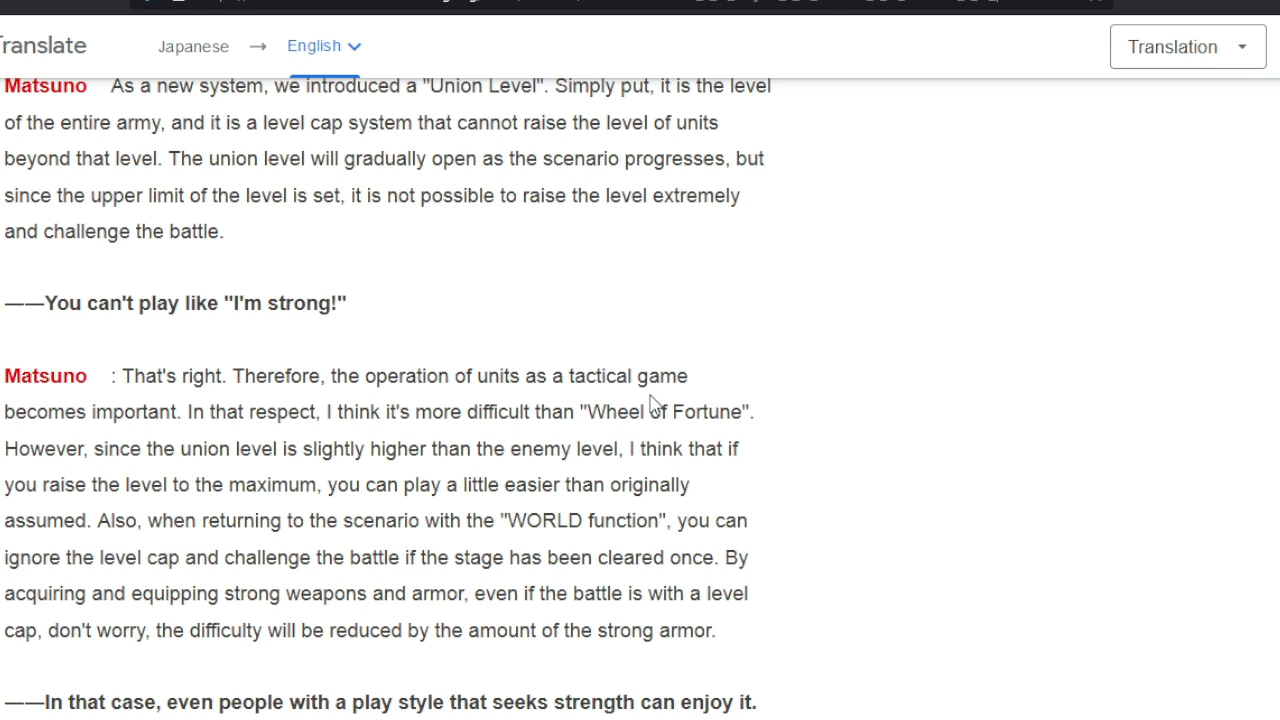 Translate
Japanese → English
Translation
Matsuno As a new system, we introduced a "Union Level". Simply put, it is the level
of the entire army, and it is a level cap system that cannot raise the level of units
beyond that level. The union level will gradually open as the scenario progresses, but
since the upper limit of the level is set, it is not possible to raise the level extremely
and challenge the battle.
——You can't play like "I'm strong!"
Matsuno : That's right. Therefore, the operation of units as a tactical game
becomes important. In that respect, I think it's more difficult than "Wheel of Fortune".
However, since the union level is slightly higher than the enemy level, I think that if
you raise the level to the maximum, you can play a little easier than originally
assumed. Also, when returning to the scenario with the "WORLD function", you can
ignore the level cap and challenge the battle if the stage has been cleared once. By
acquiring and equipping strong weapons and armor, even if the battle is with a level
cap, don't worry, the difficulty will be reduced by the amount of the strong armor.
——In that case, even people with a play style that seeks strength can enjoy it.